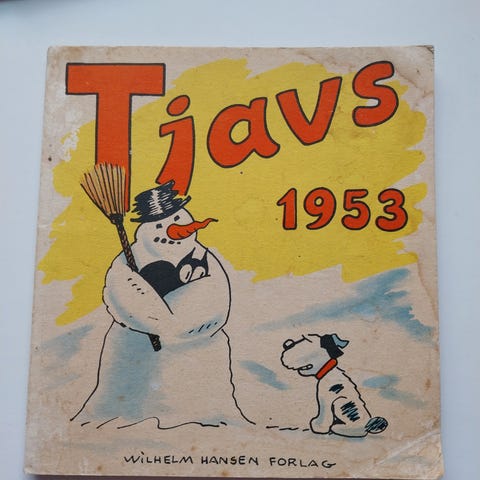 Tjavs
1953
WILHELM HANSEN FORLAG